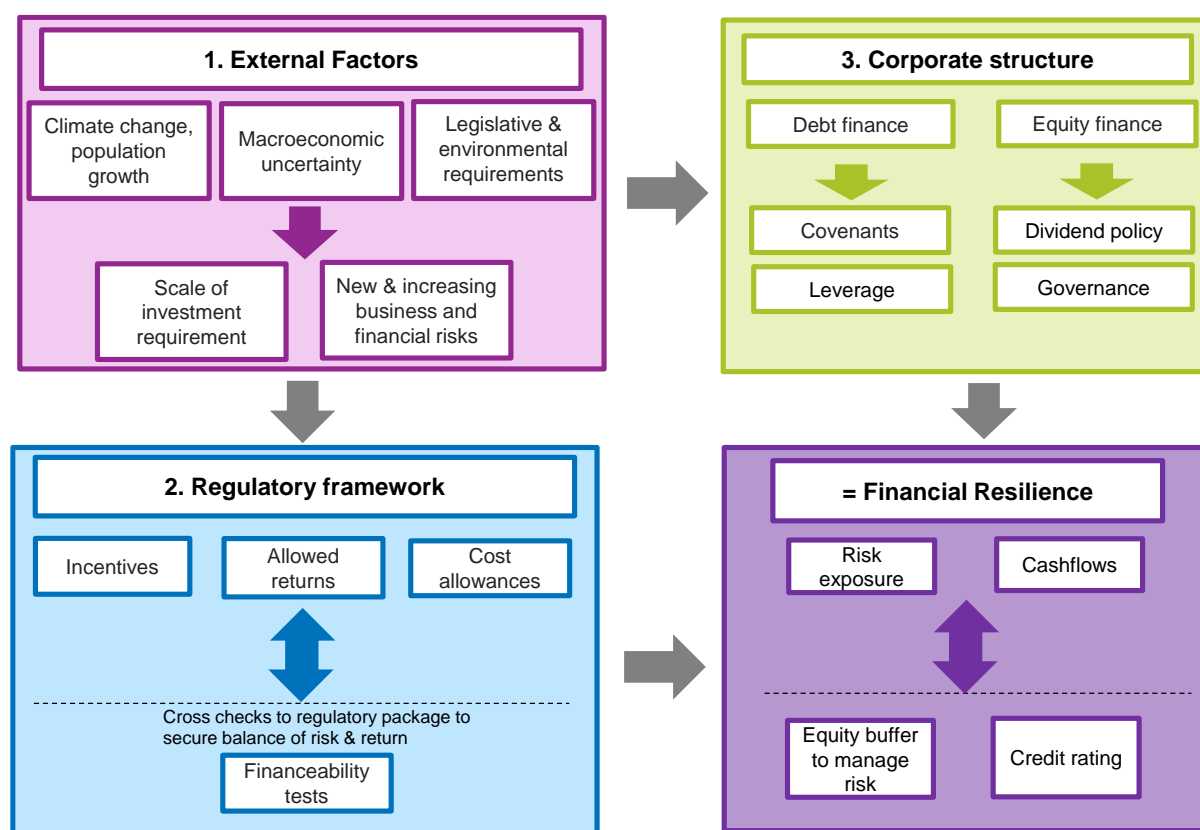 1. External Factors
Climate change,
population
growth
Macroeconomic
uncertainty
Legislative &
environmental
requirements
Scale of
investment
requirement
New & increasing
business and
financial risks
3. Corporate structure
Debt finance
Equity finance
Covenants
Dividend policy
Leverage
Governance
2. Regulatory framework
Incentives
Allowed
returns
Cost
allowances
Cross checks to regulatory package to
secure balance of risk & return
Financeability
tests
= Financial Resilience
Risk
exposure
Cashflows
Equity buffer
to manage
risk
Credit rating